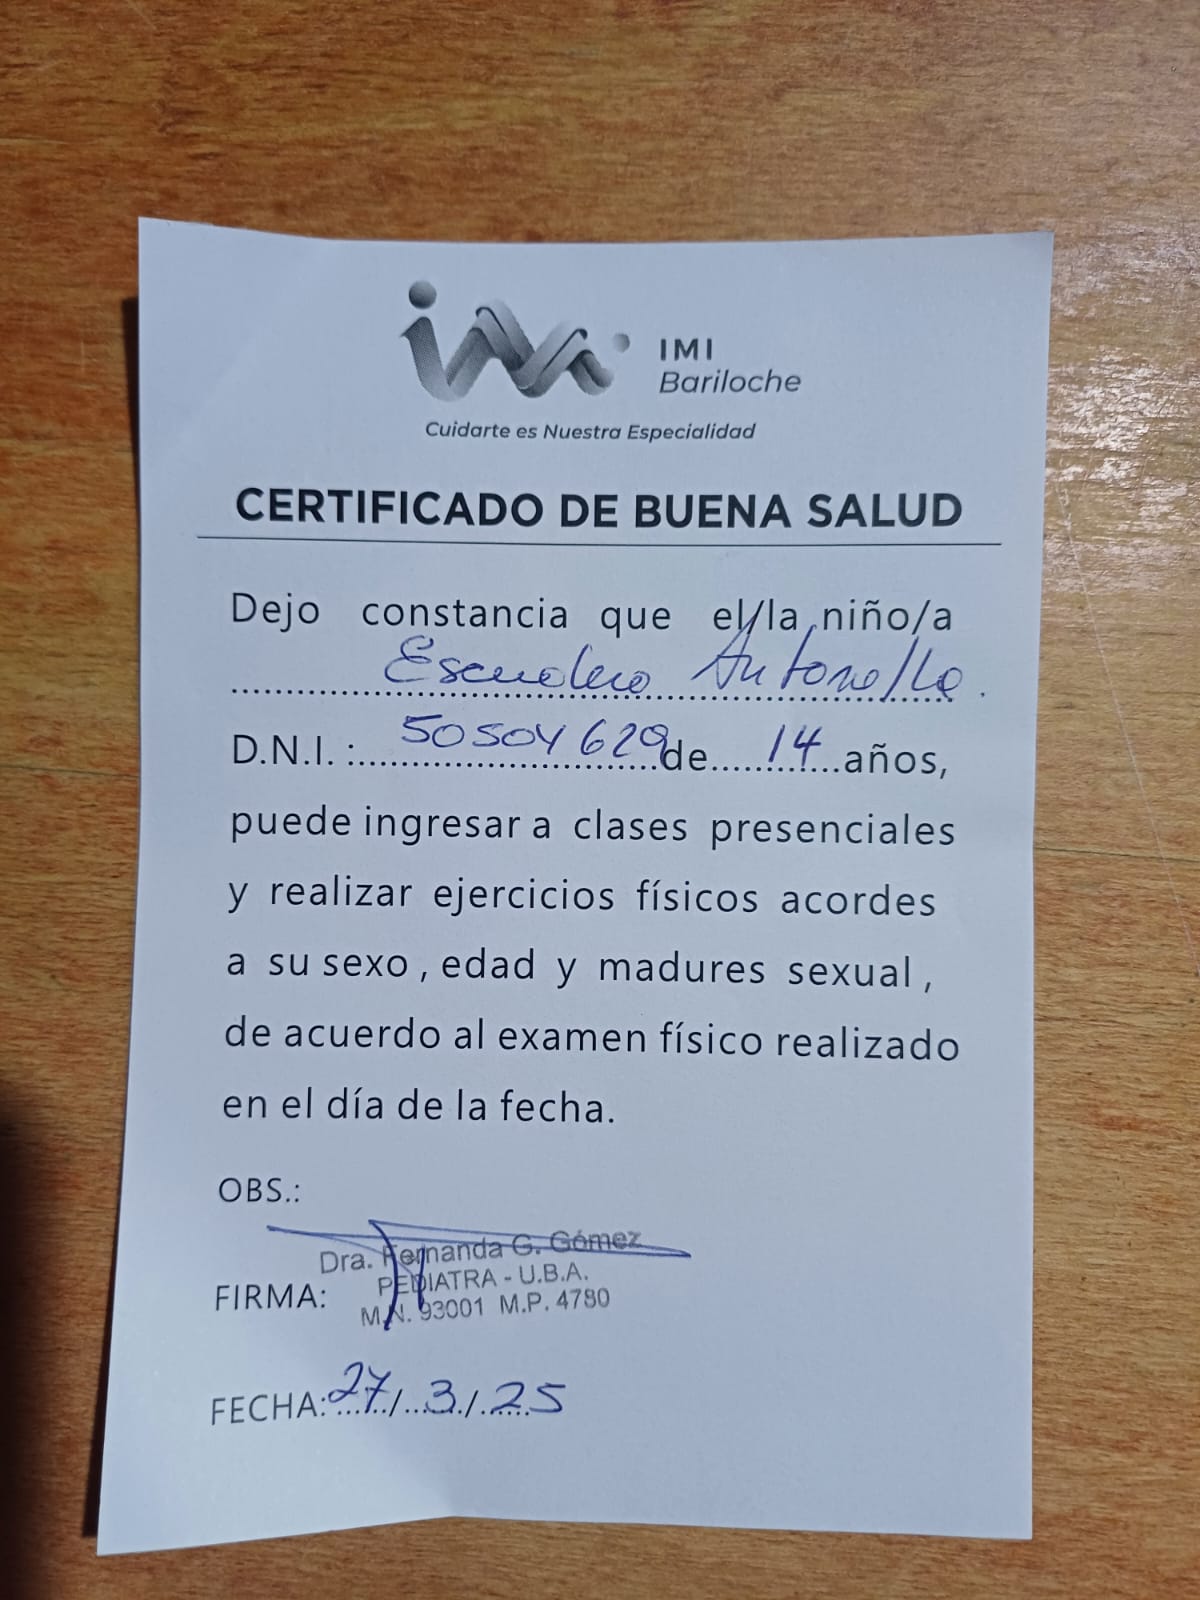 IMI
Bariloche
Cuidarte es Nuestra Especialidad
CERTIFICADO DE BUENA SALUD
Dejo constancia que el/la niño/a
Escudero Antonella.
D.N.I.: 50504629 de 14 años,
puede ingresar a clases presenciales
y realizar ejercicios físicos acordes
a su sexo, edad y madures sexual,
de acuerdo al examen físico realizado
en el día de la fecha.
OBS.:
Dra. Fernanda G. Gómez
PEDIATRA - U.B.A.
FIRMA:
M.N. 93001 M.P. 4780
FECHA: 27/3/25